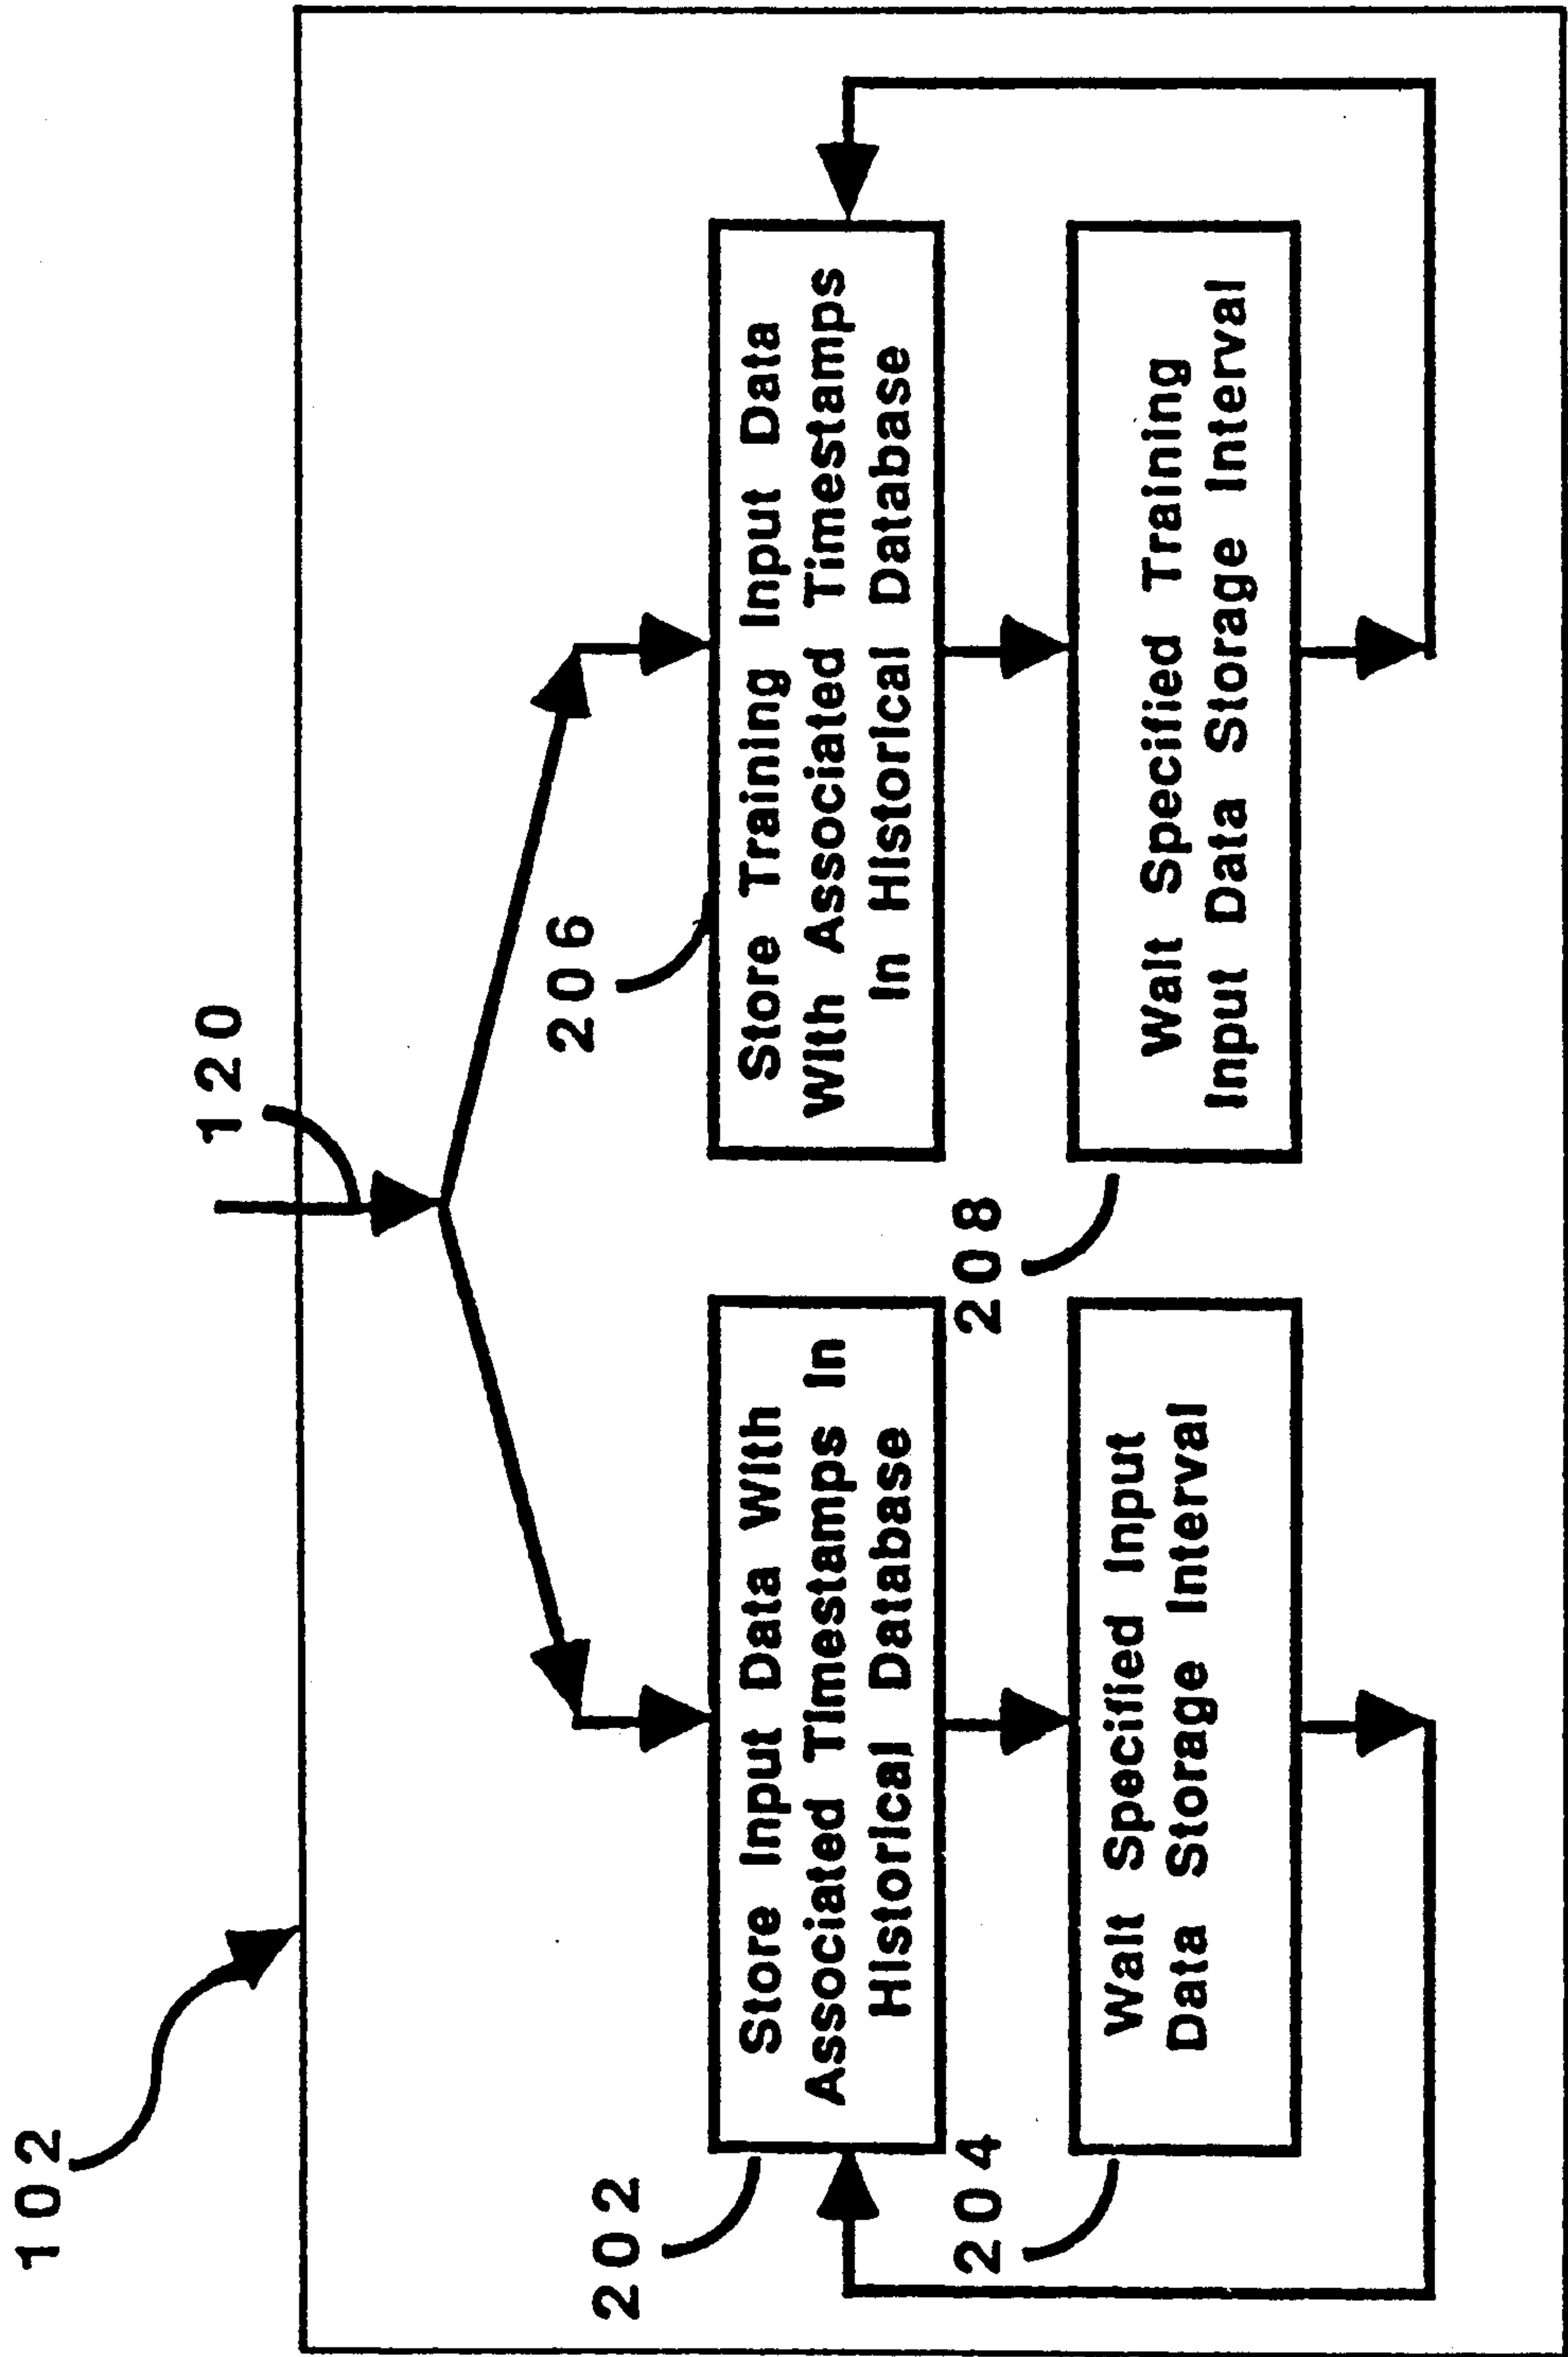 102
120
202
Store Input Data With
Associated Timestamps In
Historical Database
204
Wait Specified Input
Data Storage Interval
206
Store Training Input Data
With Associated Timestamps
In Historical Database
208
Wait Specified Training
Input Data Storage Interval